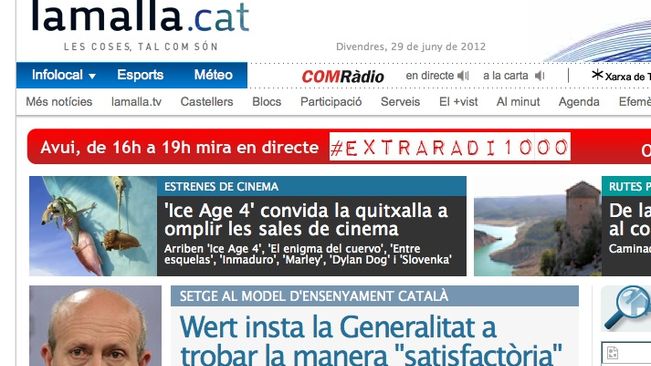 lamalla.cat
LES COSES, TAL COM SÓN
Divendres, 29 de juny de 2012
Infolocal Esports Méteo
COMRàdio en directe a la carta Xarxa de T
Més notícies lamalla.tv Castellers Blocs Participació Serveis El +vist Al minut Agenda Efemè
Avui, de 16h a 19h mira en directe #EXTRARADI1000
ESTRENES DE CINEMA
'Ice Age 4' convida la quitxalla a
omplir les sales de cinema
Arriben 'Ice Age 4', 'El enigma del cuervo', 'Entre
esquelas', 'Inmaduro', 'Marley', 'Dylan Dog' i 'Slovenka'
RUTES P
De la
al co
Camina
SETGE AL MODEL D'ENSENYAMENT CATALÀ
Wert insta la Generalitat a
trobar la manera "satisfactòria"